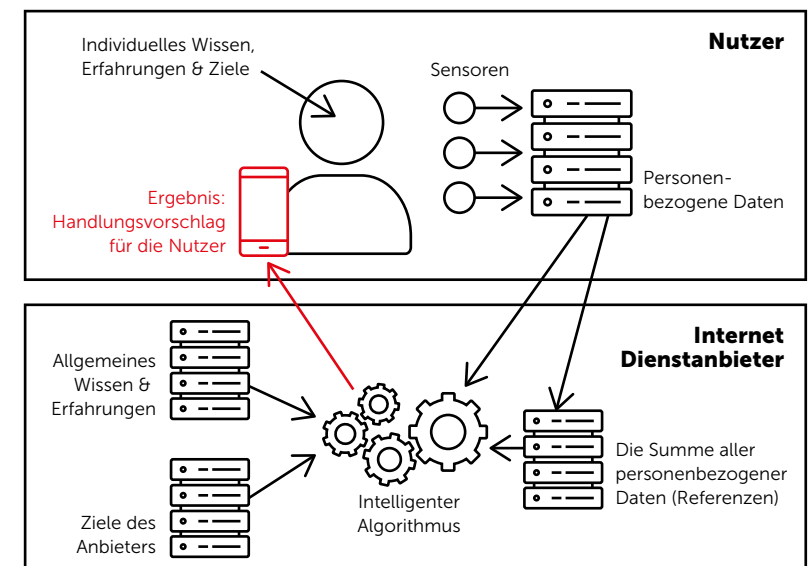 Nutzer
Individuelles Wissen,
Erfahrungen & Ziele
Sensoren
Personen-
bezogene Daten
Ergebnis:
Handlungsvorschlag
für die Nutzer
Internet
Dienstanbieter
Allgemeines
Wissen &
Erfahrungen
Ziele des
Anbieters
Intelligenter
Algorithmus
Die Summe aller
personenbezogener
Daten (Referenzen)